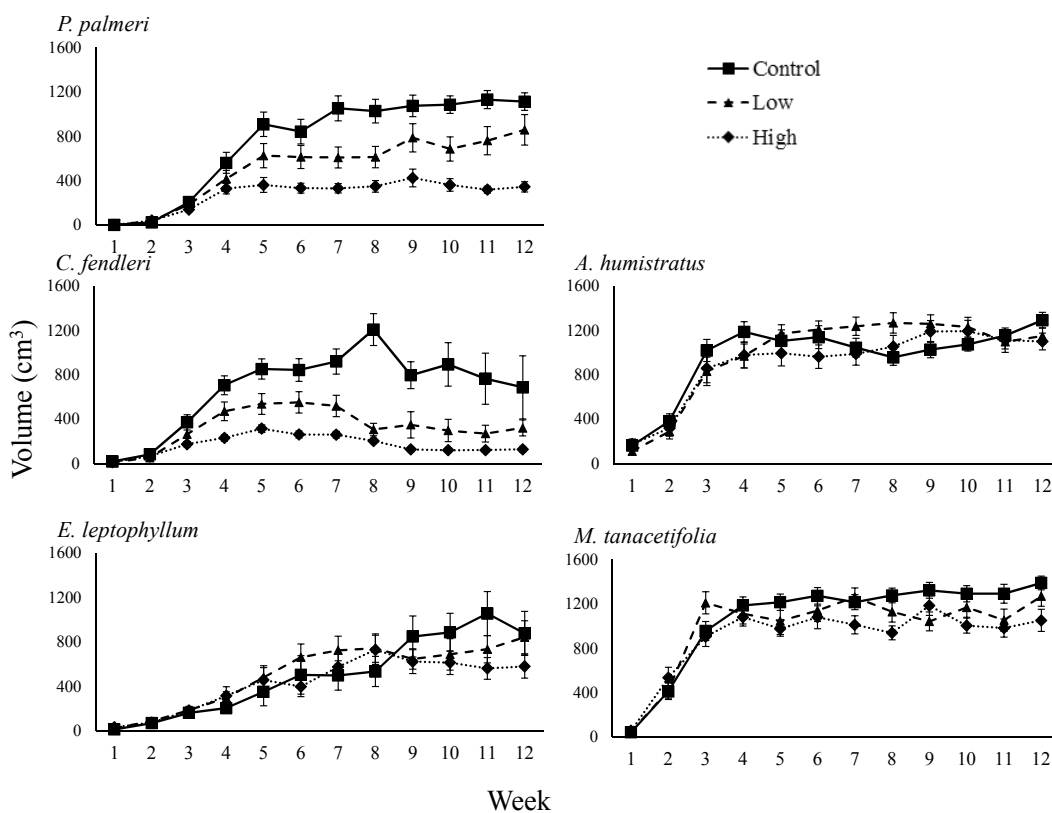 P. palmeri
1600
1200
800
400
0
1 2 3 4 5 6 7 8 9 10 11 12
Control
Low
High
C. fendleri
1600
1200
800
400
0
1 2 3 4 5 6 7 8 9 10 11 12
A. humistratus
1600
1200
800
400
0
1 2 3 4 5 6 7 8 9 10 11 12
Volume (cm³)
E. leptophyllum
1600
1200
800
400
0
1 2 3 4 5 6 7 8 9 10 11 12
M. tanacetifolia
1600
1200
800
400
0
1 2 3 4 5 6 7 8 9 10 11 12
Week